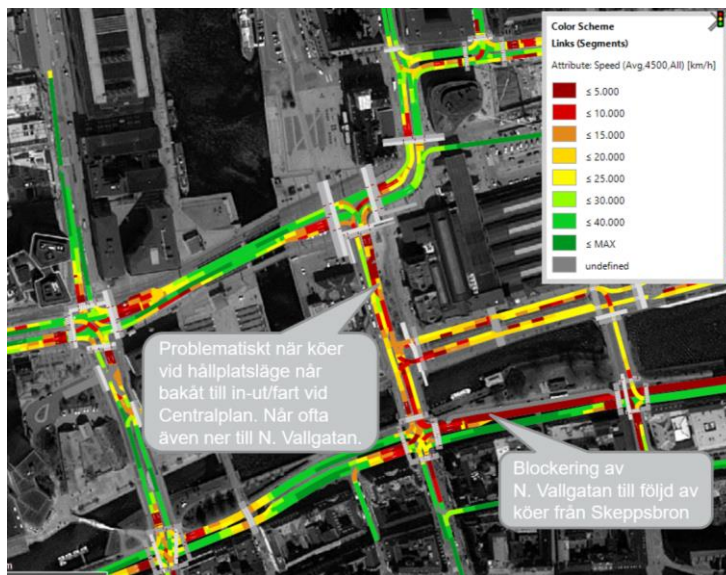 Color Scheme
Links (Segments)
Attribute: Speed (Avg,4500,All) [km/h]
≤ 5.000
≤ 10.000
≤ 15.000
≤ 20.000
≤ 25.000
≤ 30.000
≤ 40.000
≤ MAX
undefined
Problematiskt när köer
vid hållplatsläge når
bakåt till in-ut/fart vid
Centralplan. Når ofta
även ner till N. Vallgatan.
Blockering av
N. Vallgatan till följd av
köer från Skeppsbron
m